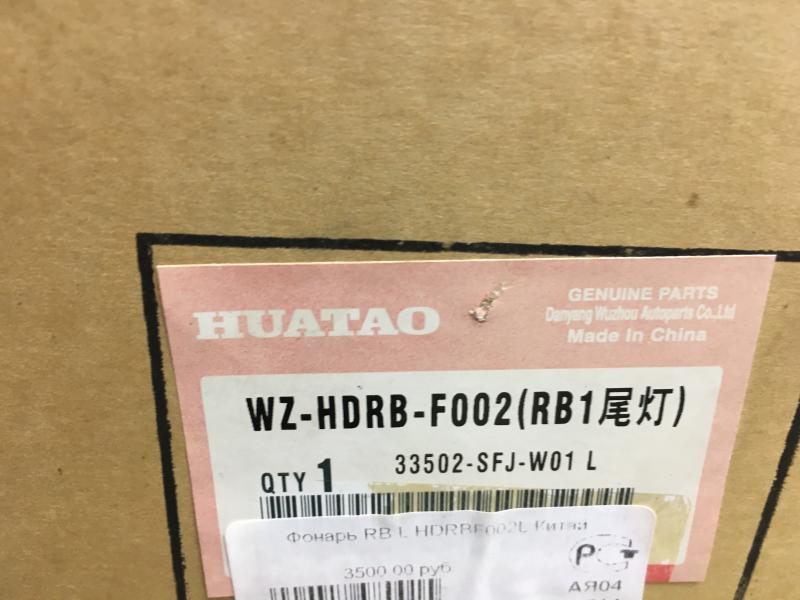 HUATAO
GENUINE PARTS
Danyang Wuzhou Autoparts Co.,Ltd
Made In China
WZ-HDRB-F002(RB1尾灯)
QTY 1 33502-SFJ-W01 L
Фонарь RB L HDRBF002L Китай
3500.00 руб
РСТ
АЯ04